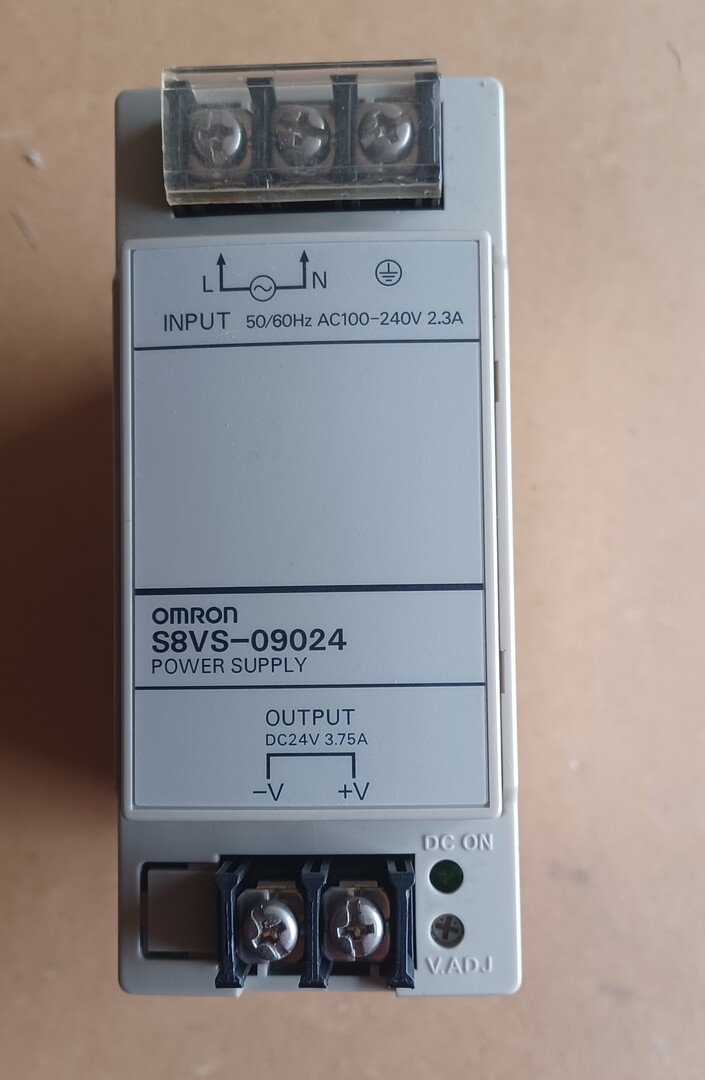 L N
INPUT 50/60Hz AC100-240V 2.3A
OMRON
S8VS-09024
POWER SUPPLY
OUTPUT
DC24V 3.75A
-V +V
DC ON
V.ADJ